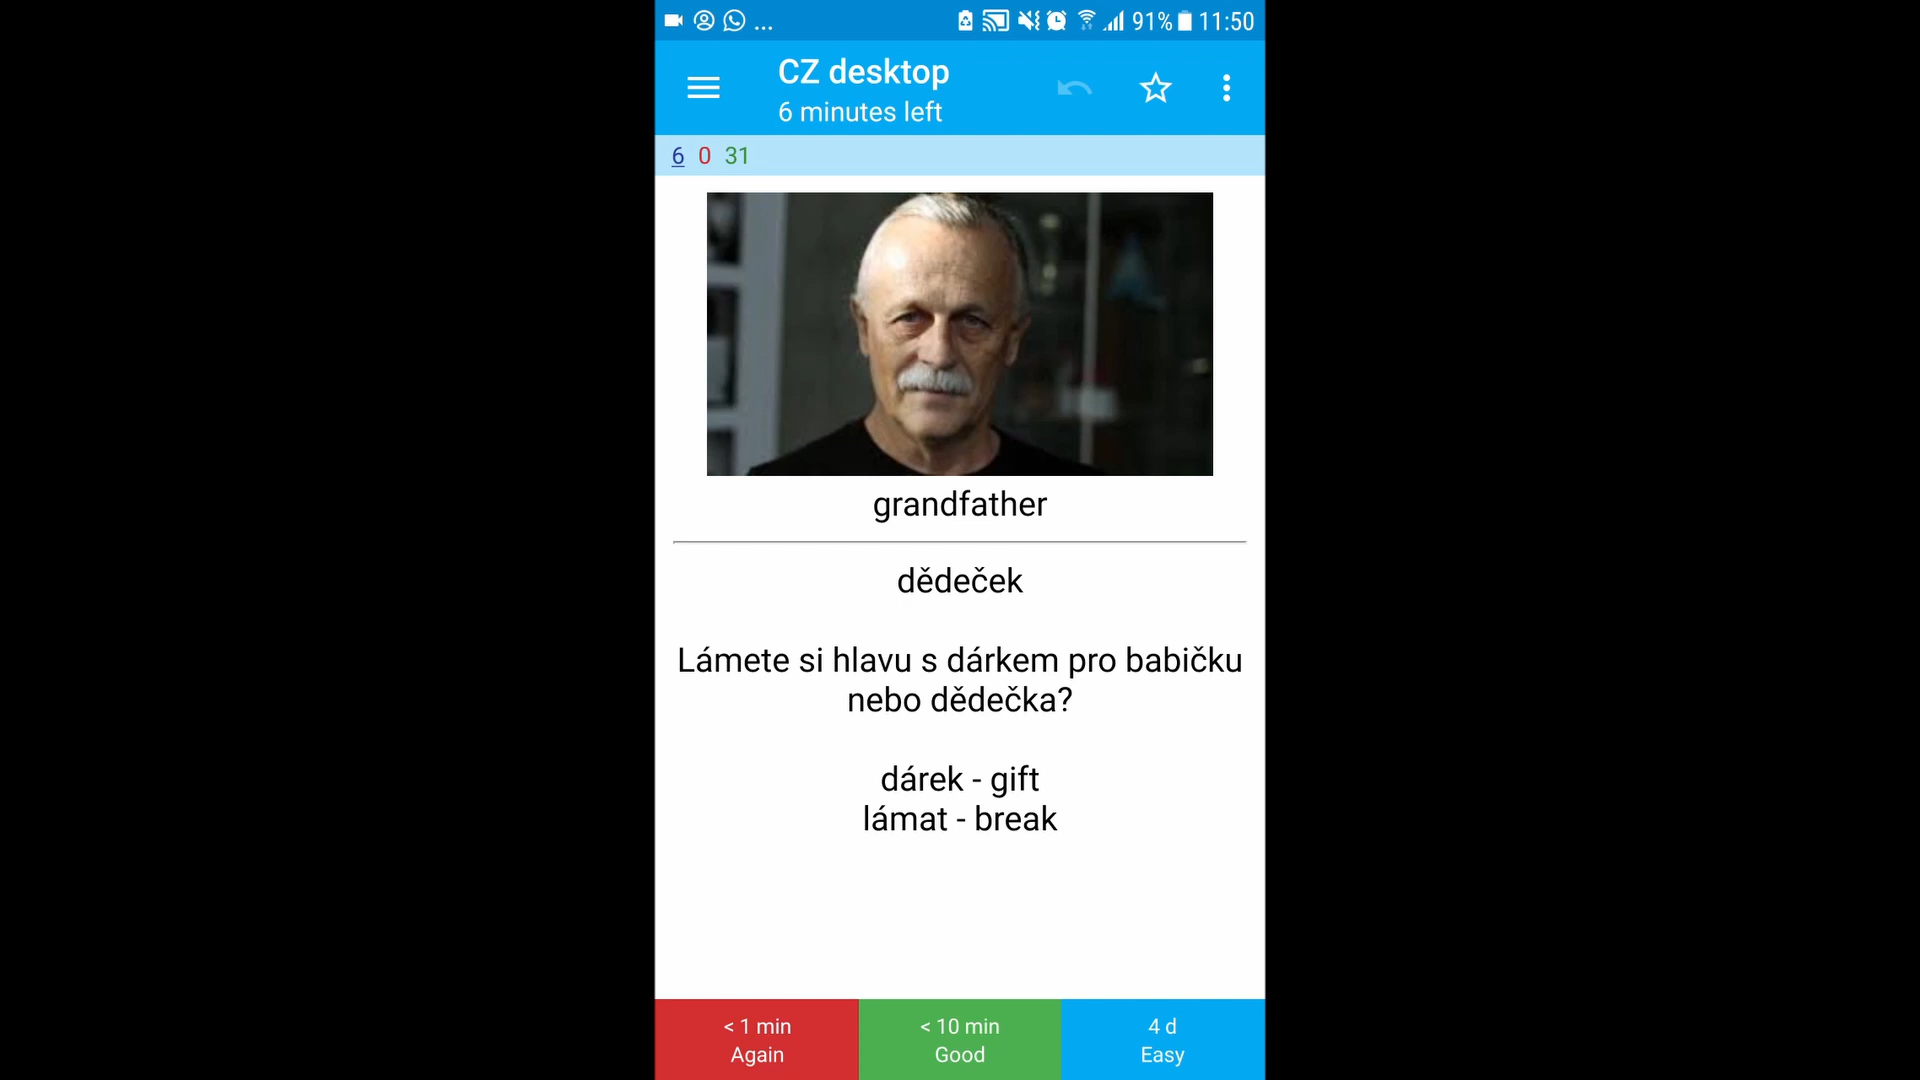 ... 91% 11:50
CZ desktop
6 minutes left
6 0 31
grandfather
dědeček
Lámete si hlavu s dárkem pro babičku
nebo dědečka?
dárek - gift
lámat - break
< 1 min < 10 min 4 d
Again Good Easy